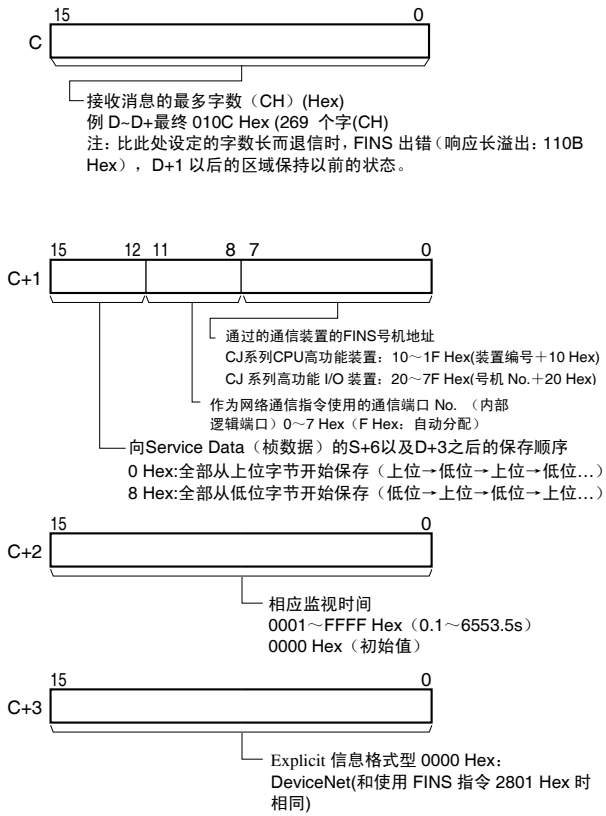 15 0
C
接收消息的最多字数（CH）(Hex)
例 D~D+最终 010C Hex (269 个字(CH)
注：比此处设定的字数长而退信时，FINS 出错（响应长溢出：110B
Hex），D+1 以后的区域保持以前的状态。
15 12 11 8 7 0
C+1
通过的通信装置的FINS号机地址
CJ系列CPU高功能装置：10～1F Hex(装置编号＋10 Hex)
CJ 系列高功能 I/O 装置：20～7F Hex(号机 No.＋20 Hex)
作为网络通信指令使用的通信端口 No. （内部
逻辑端口）0～7 Hex（F Hex：自动分配）
向Service Data（桢数据）的S+6以及D+3之后的保存顺序
0 Hex:全部从上位字节开始保存（上位→低位→上位→低位…）
8 Hex:全部从低位字节开始保存（低位→上位→低位→上位…）
15 0
C+2
相应监视时间
0001～FFFF Hex（0.1～6553.5s）
0000 Hex（初始值）
15 0
C+3
Explicit 信息格式型 0000 Hex：
DeviceNet(和使用 FINS 指令 2801 Hex 时
相同)